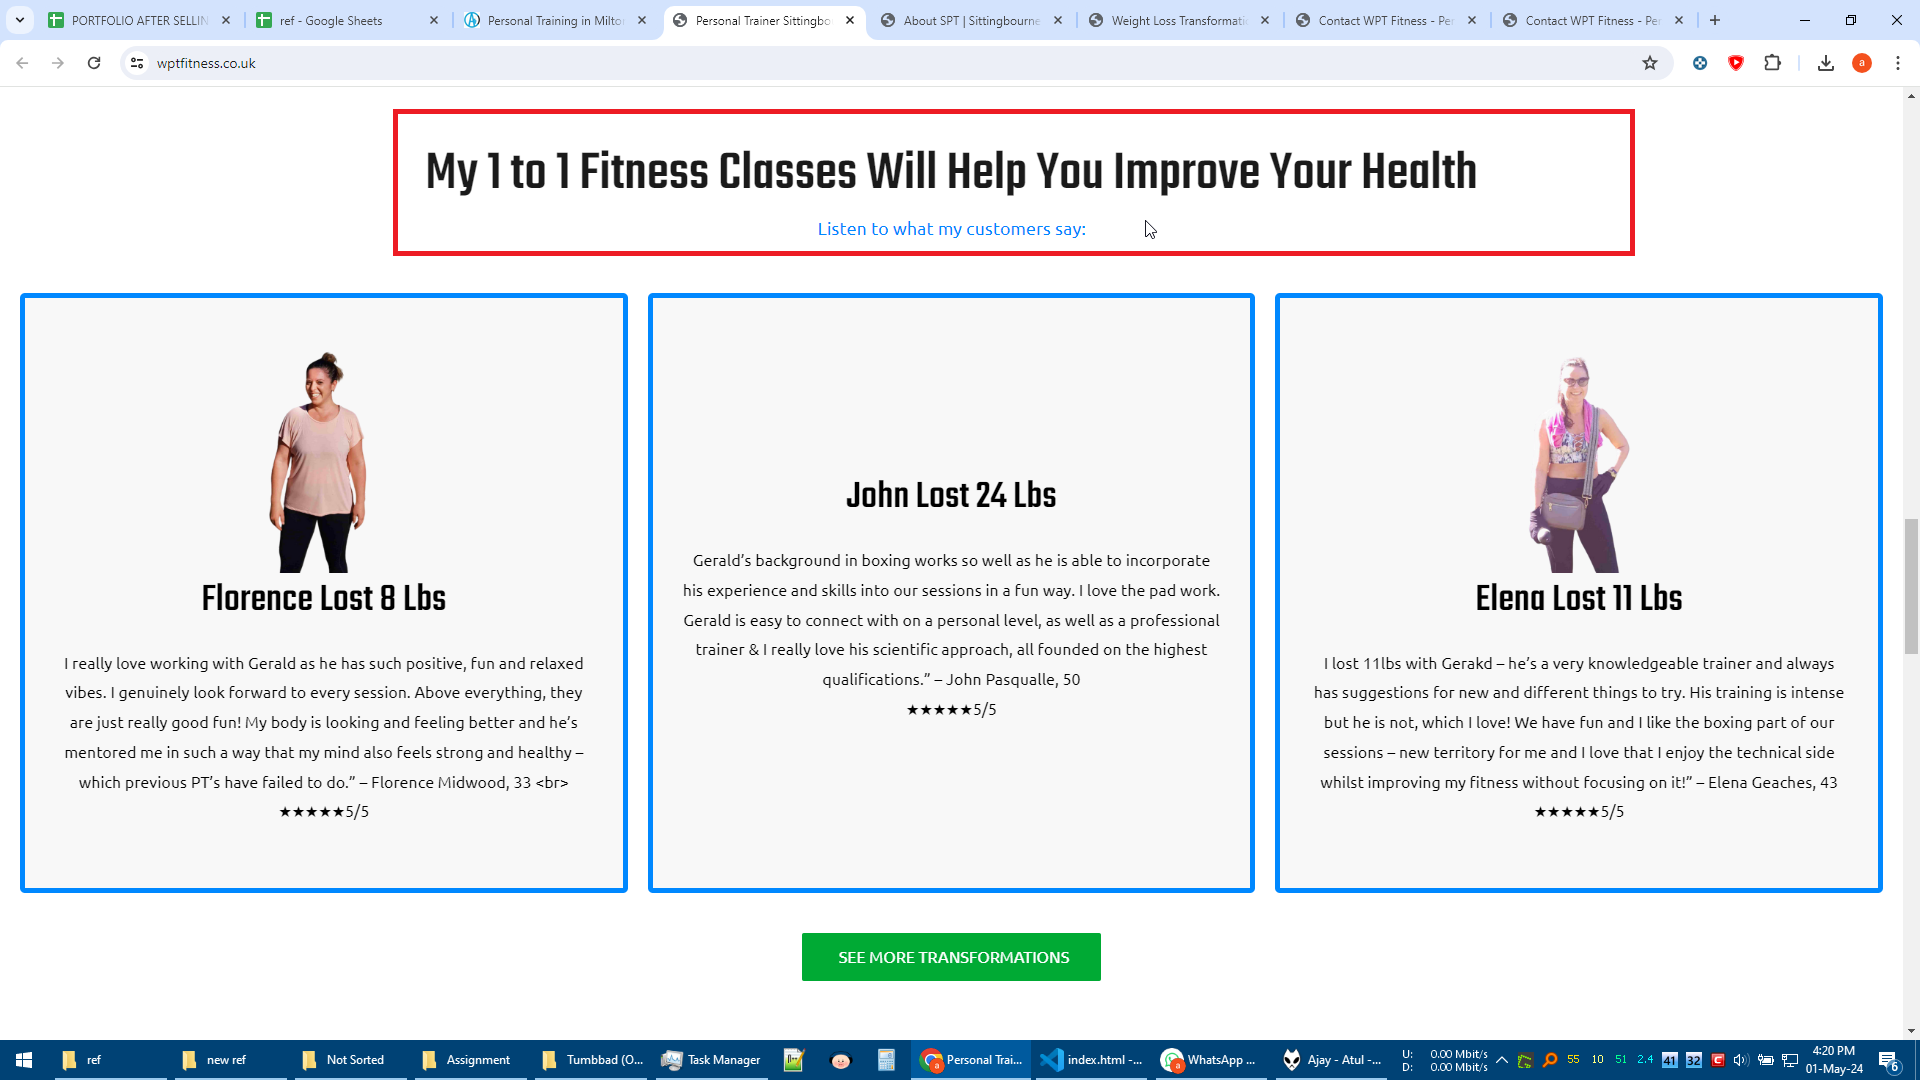 PORTFOLIO AFTER SELLIN
ref - Google Sheets
Personal Training in Milto
Personal Trainer Sittingbo
About SPT | Sittingbourne
Weight Loss Transformati
Contact WPT Fitness - Pe
Contact WPT Fitness - Pe
wptfitness.co.uk
a
My 1 to 1 Fitness Classes Will Help You Improve Your Health
Listen to what my customers say:
Florence Lost 8 Lbs
I really love working with Gerald as he has such positive, fun and relaxed
vibes. I genuinely look forward to every session. Above everything, they
are just really good fun! My body is looking and feeling better and he’s
mentored me in such a way that my mind also feels strong and healthy –
which previous PT’s have failed to do.” – Florence Midwood, 33 <br>
★★★★★5/5
John Lost 24 Lbs
Gerald’s background in boxing works so well as he is able to incorporate
his experience and skills into our sessions in a fun way. I love the pad work.
Gerald is easy to connect with on a personal level, as well as a professional
trainer & I really love his scientific approach, all founded on the highest
qualifications.” – John Pasqualle, 50
★★★★★5/5
Elena Lost 11 Lbs
I lost 11lbs with Gerakd – he’s a very knowledgeable trainer and always
has suggestions for new and different things to try. His training is intense
but he is not, which I love! We have fun and I like the boxing part of our
sessions – new territory for me and I love that I enjoy the technical side
whilst improving my fitness without focusing on it!” – Elena Geaches, 43
★★★★★5/5
SEE MORE TRANSFORMATIONS
ref
new ref
Not Sorted
Assignment
Tumbbad (O...
Task Manager
Personal Trai...
index.html -...
WhatsApp ...
Ajay - Atul -...
U: 0.00 Mbit/s
D: 0.00 Mbit/s
55 10 51 2.4 41 32
4:20 PM
01-May-24
6